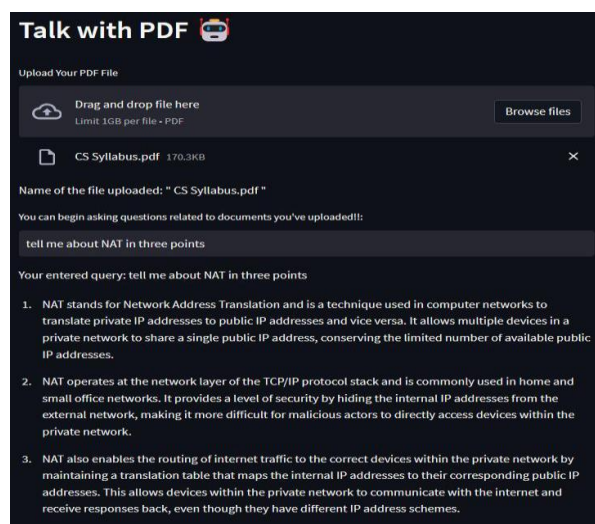 Talk with PDF
Upload Your PDF File
Drag and drop file here
Limit 1GB per file • PDF
Browse files
CS Syllabus.pdf 170.3KB
Name of the file uploaded: " CS Syllabus.pdf "
You can begin asking questions related to documents you've uploaded!!:
tell me about NAT in three points
Your entered query: tell me about NAT in three points
1. NAT stands for Network Address Translation and is a technique used in computer networks to
translate private IP addresses to public IP addresses and vice versa. It allows multiple devices in a
private network to share a single public IP address, conserving the limited number of available public
IP addresses.
2. NAT operates at the network layer of the TCP/IP protocol stack and is commonly used in home and
small office networks. It provides a level of security by hiding the internal IP addresses from the
external network, making it more difficult for malicious actors to directly access devices within the
private network.
3. NAT also enables the routing of internet traffic to the correct devices within the private network by
maintaining a translation table that maps the internal IP addresses to their corresponding public IP
addresses. This allows devices within the private network to communicate with the internet and
receive responses back, even though they have different IP address schemes.